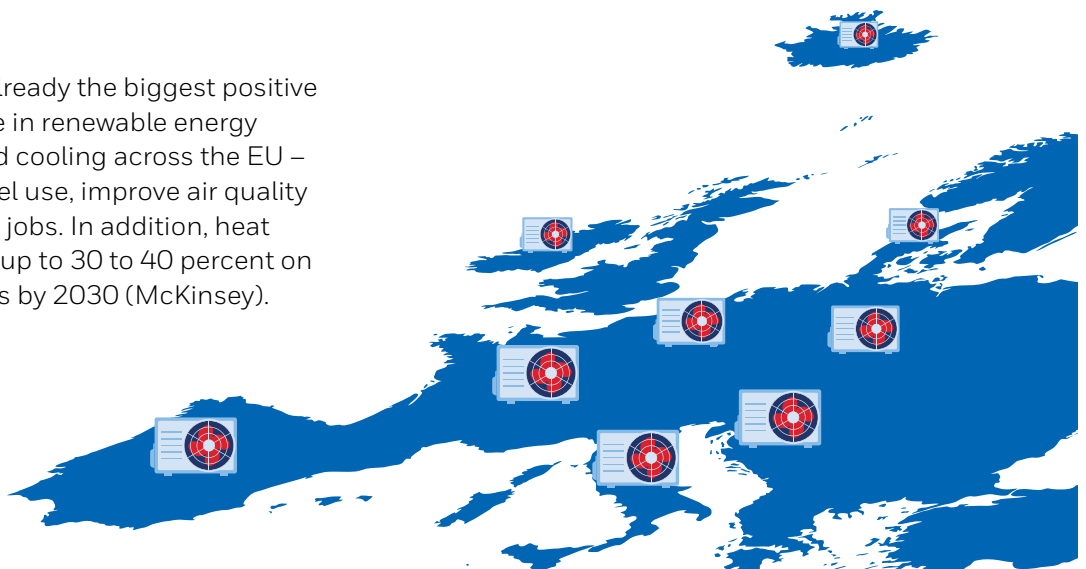 lready the biggest positive
e in renewable energy
d cooling across the EU –
el use, improve air quality
jobs. In addition, heat
up to 30 to 40 percent on
s by 2030 (McKinsey).